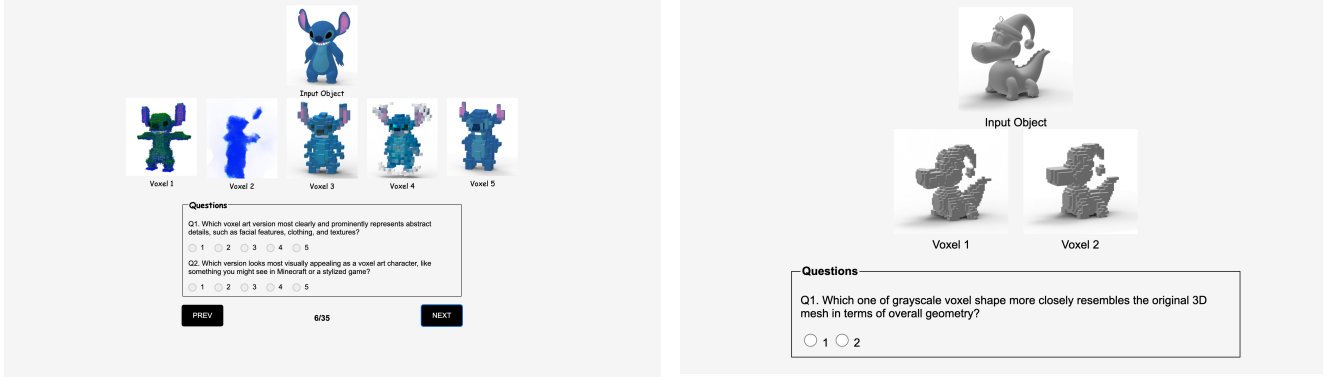 Input Object
Voxel 1 Voxel 2 Voxel 3 Voxel 4 Voxel 5
Questions
Q1. Which voxel art version most clearly and prominently represents abstract
details, such as facial features, clothing, and textures?
1 2 3 4 5
Q2. Which version looks most visually appealing as a voxel art character, like
something you might see in Minecraft or a stylized game?
1 2 3 4 5
PREV 6/35 NEXT
Input Object
Voxel 1 Voxel 2
Questions
Q1. Which one of grayscale voxel shape more closely resembles the original 3D
mesh in terms of overall geometry?
1 2